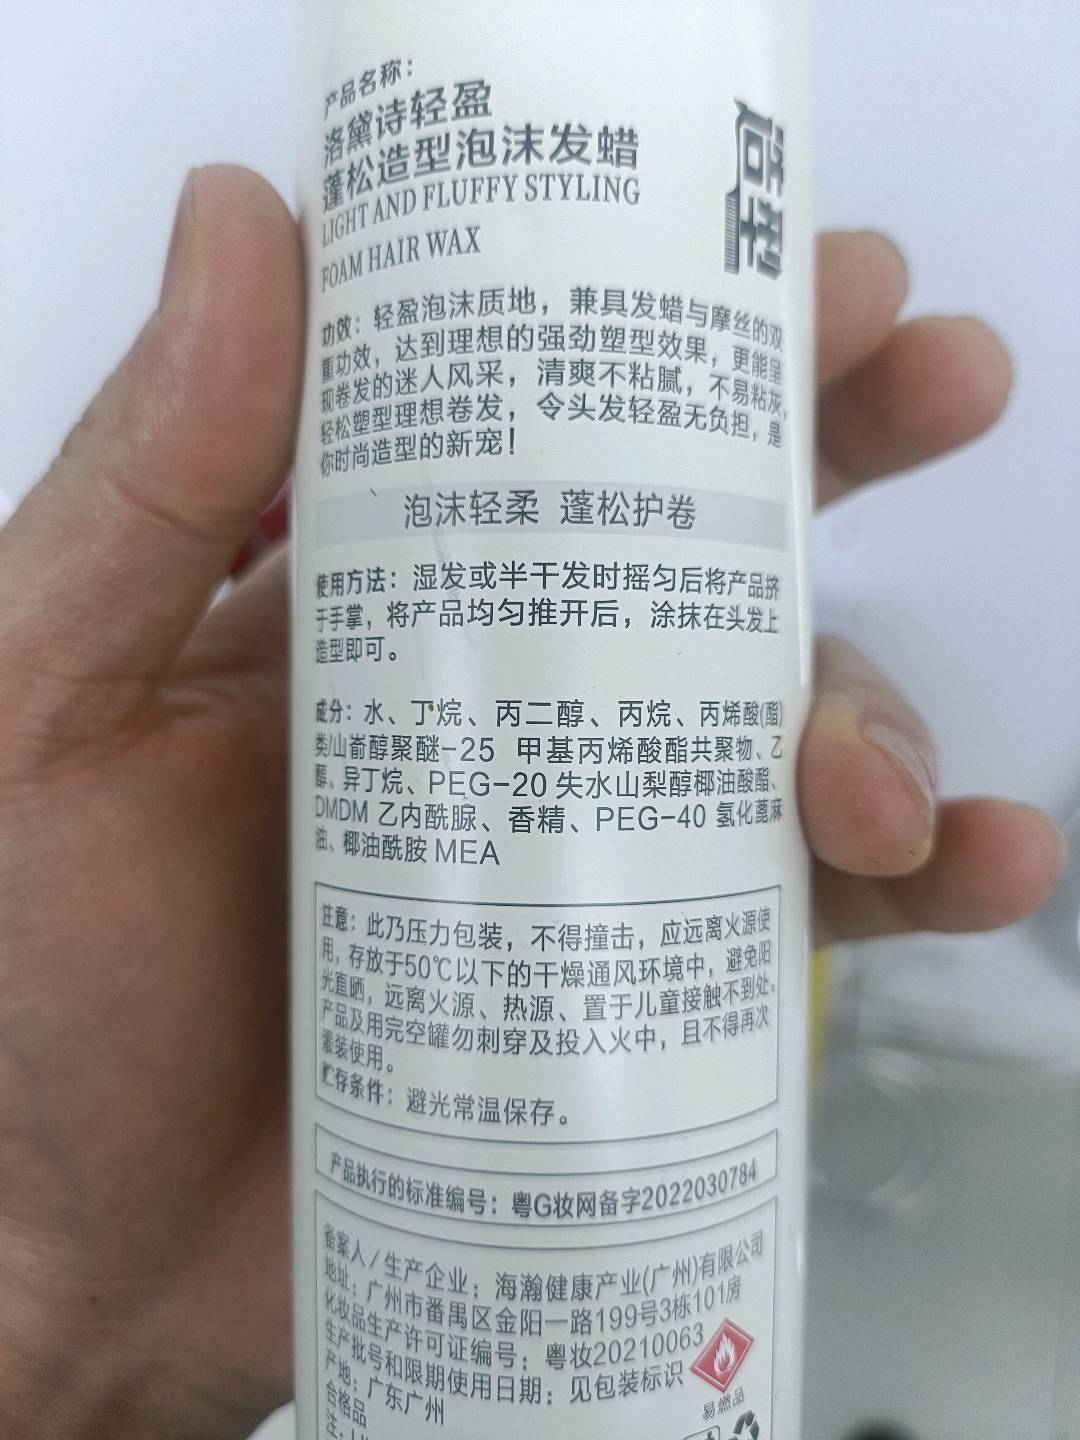 产品名称：
洛黛诗轻盈
蓬松造型泡沫发蜡
LIGHT AND FLUFFY STYLING
FOAM HAIR WAX
功效：轻盈泡沫质地，兼具发蜡与摩丝的双
重功效，达到理想的强劲塑型效果，更能呈
现卷发的迷人风采，清爽不粘腻，不易粘灰，
轻松塑型理想卷发，令头发轻盈无负担，是
你时尚造型的新宠！
泡沫轻柔 蓬松护卷
使用方法：湿发或半干发时摇匀后将产品挤
于手掌，将产品均匀推开后，涂抹在头发上
造型即可。
成分：水、丁烷、丙二醇、丙烷、丙烯酸(酯)
类/山嵛醇聚醚-25 甲基丙烯酸酯共聚物、乙
醇、异丁烷、PEG-20 失水山梨醇椰油酸酯、
DMDM 乙内酰脲、香精、PEG-40 氢化蓖麻
油、椰油酰胺 MEA
注意：此乃压力包装，不得撞击，应远离火源使
用，存放于50℃以下的干燥通风环境中，避免阳
光直晒，远离火源、热源、置于儿童接触不到处。
产品及用完空罐勿刺穿及投入火中，且不得再次
灌装使用。
贮存条件：避光常温保存。
产品执行的标准编号：粤G妆网备字2022030784
备案人/生产企业：海瀚健康产业(广州)有限公司
地址：广州市番禺区金阳一路199号3栋101房
化妆品生产许可证编号：粤妆20210063
生产批号和限期使用日期：见包装标识
产地：广东广州
合格品
易燃品